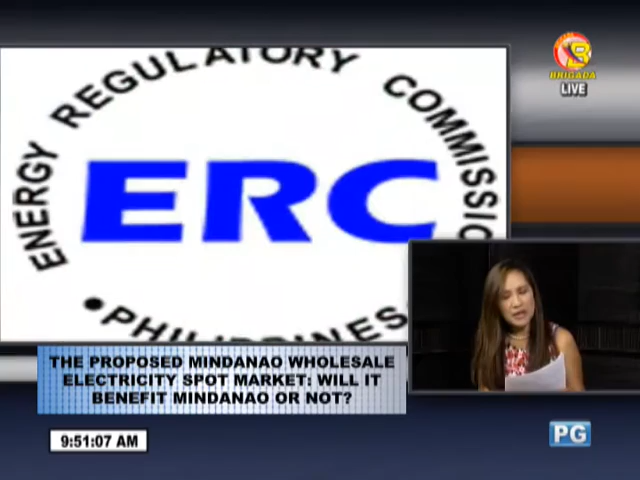 ENERGY REGULATORY COMMISSION
ERC
PHILIPPINES
BRIGADA
LIVE
THE PROPOSED MINDANAO WHOLESALE
ELECTRICITY SPOT MARKET: WILL IT
BENEFIT MINDANAO OR NOT?
9:51:07 AM
PG